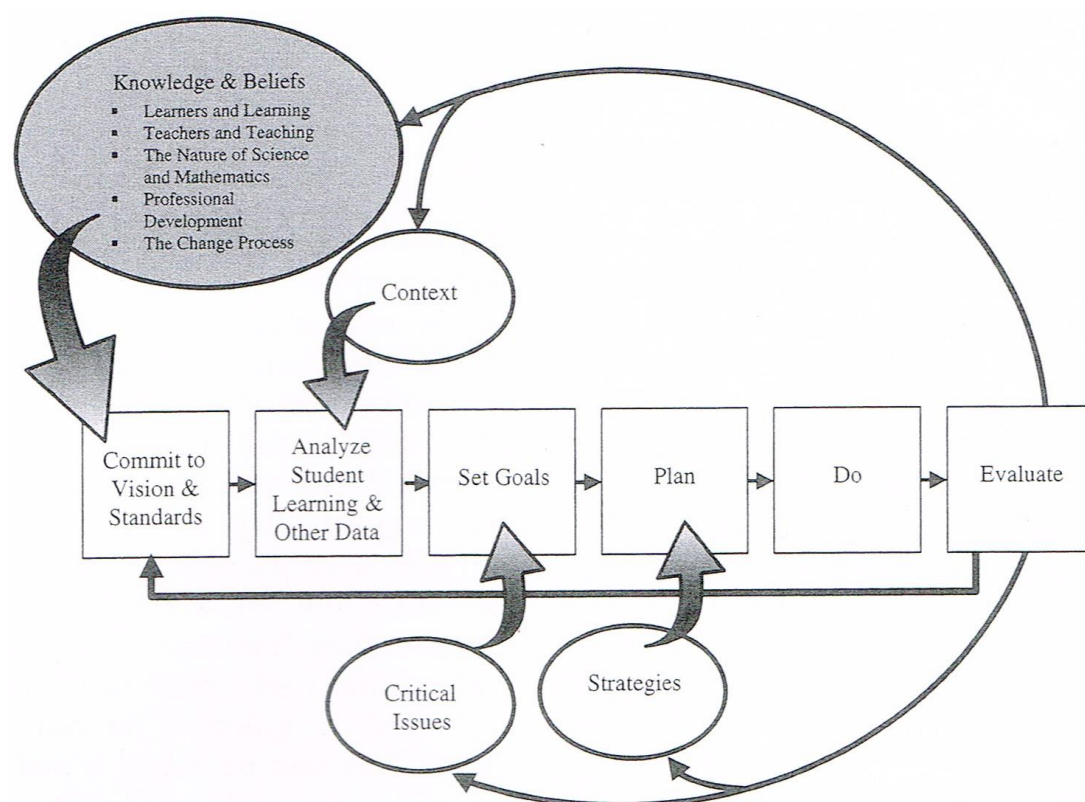 Knowledge & Beliefs
▪ Learners and Learning
▪ Teachers and Teaching
▪ The Nature of Science
and Mathematics
▪ Professional
Development
▪ The Change Process
Context
Commit to
Vision &
Standards
Analyze
Student
Learning &
Other Data
Set Goals
Plan
Do
Evaluate
Critical
Issues
Strategies